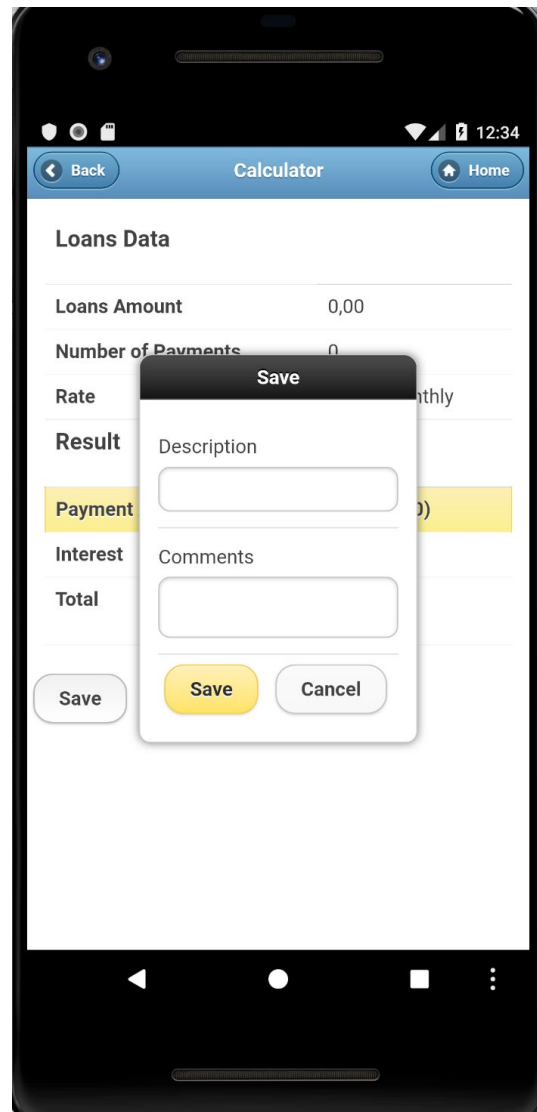 12:34
Back Calculator Home
Loans Data
Loans Amount 0,00
Number of Payments 0
Rate
Result
Payment
Interest
Total
Save
Save
Description
Comments
Save Cancel